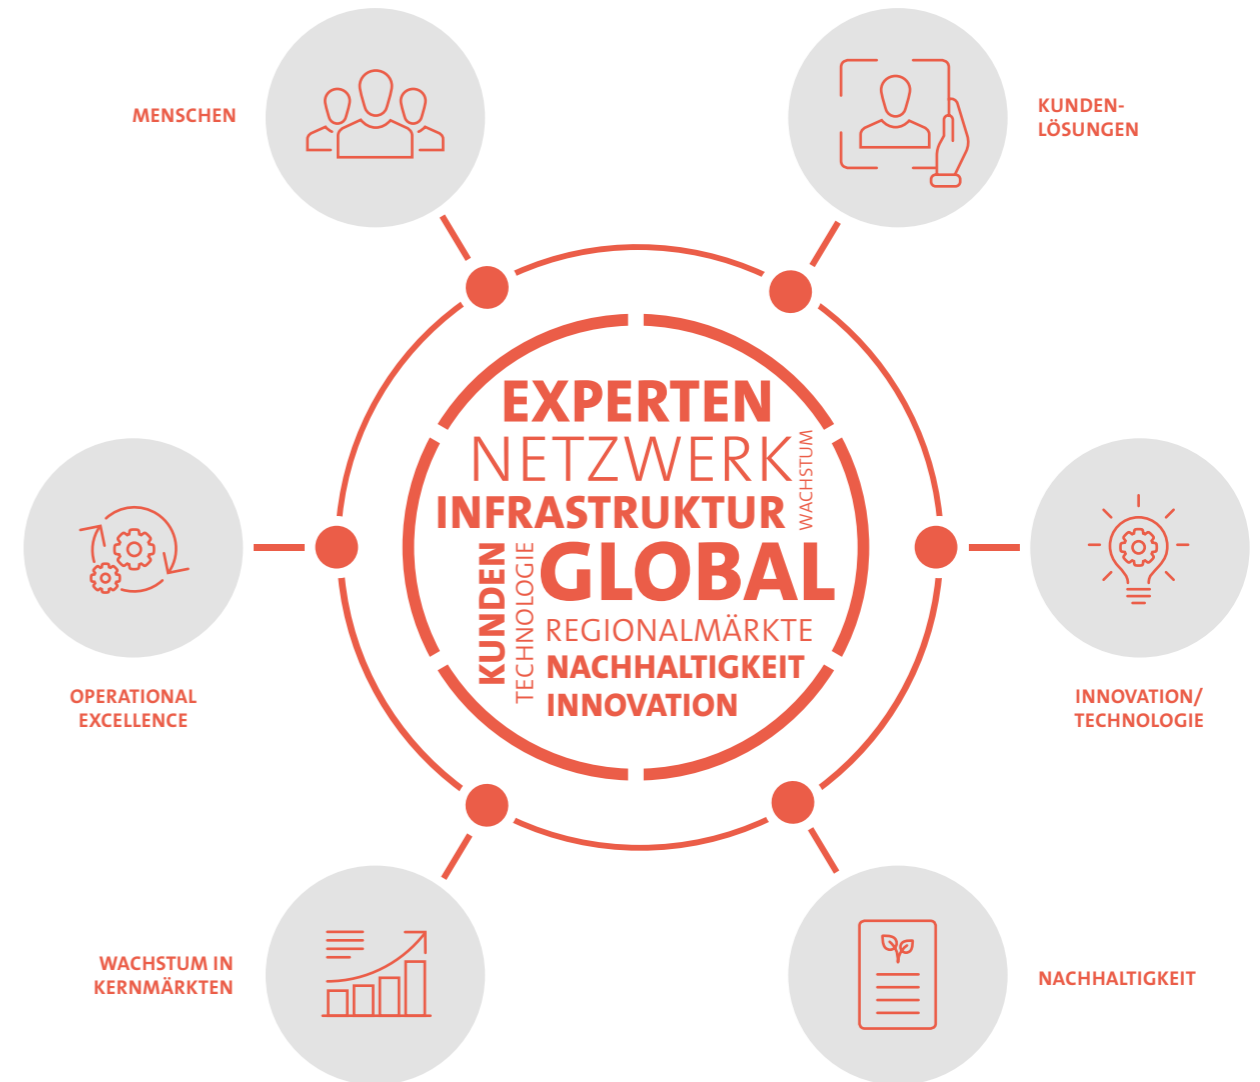 MENSCHEN
KUNDEN-
LÖSUNGEN
EXPERTEN
NETZWERK
WACHSTUM
INFRASTRUKTUR
KUNDEN
TECHNOLOGIE
GLOBAL
REGIONALMÄRKTE
NACHHALTIGKEIT
INNOVATION
OPERATIONAL
EXCELLENCE
INNOVATION/
TECHNOLOGIE
WACHSTUM IN
KERNMÄRKTEN
NACHHALTIGKEIT